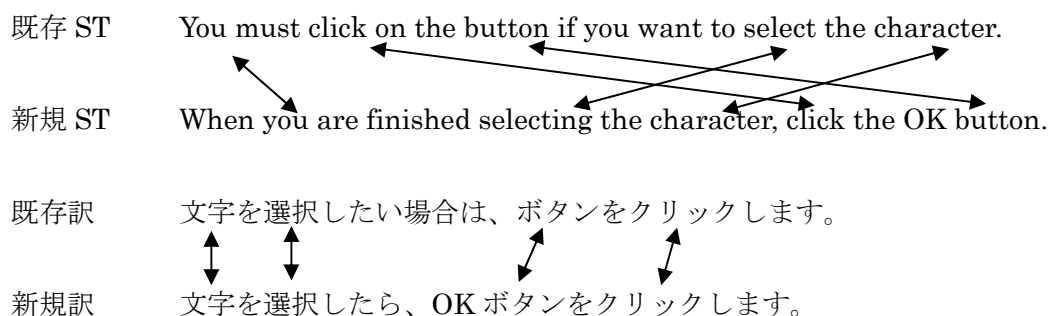 既存 ST You must click on the button if you want to select the character.
新規 ST When you are finished selecting the character, click the OK button.
既存訳 文字を選択したい場合は、ボタンをクリックします。
新規訳 文字を選択したら、OK ボタンをクリックします。